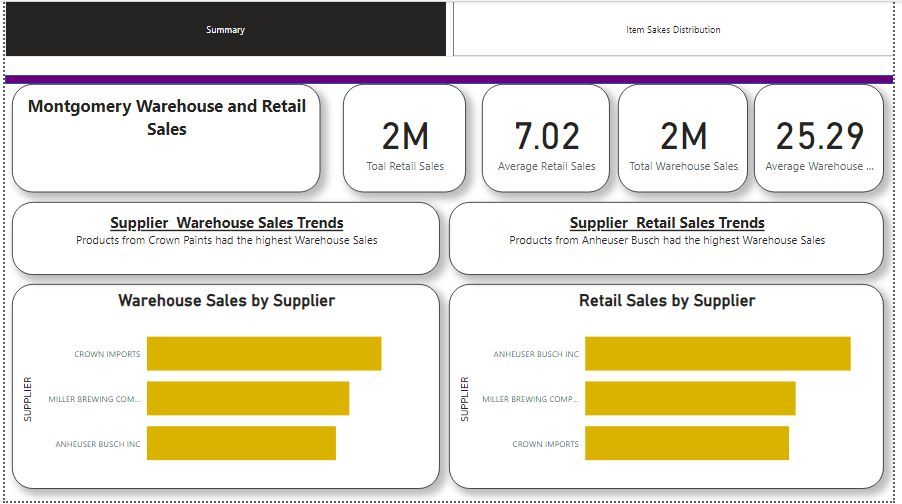 Summary
Item Sakes Distribution
Montgomery Warehouse and Retail
Sales
2M
Toal Retail Sales
7.02
Average Retail Sales
2M
Total Warehouse Sales
25.29
Average Warehouse ...
Supplier  Warehouse Sales Trends
Products from Crown Paints had the highest Warehouse Sales
Supplier  Retail Sales Trends
Products from Anheuser Busch had the highest Warehouse Sales
Warehouse Sales by Supplier
SUPPLIER
CROWN IMPORTS
MILLER BREWING COM...
ANHEUSER BUSCH INC
Retail Sales by Supplier
SUPPLIER
ANHEUSER BUSCH INC
MILLER BREWING COMP...
CROWN IMPORTS